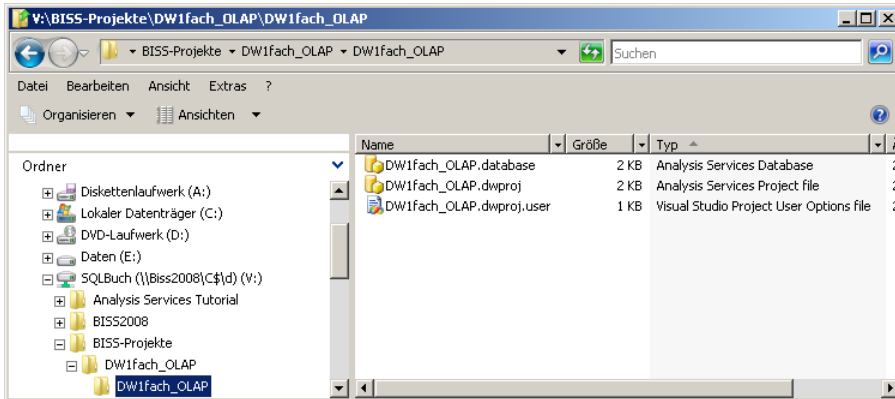 V:\BISS-Projekte\DW1fach_OLAP\DW1fach_OLAP
BISS-Projekte DW1fach_OLAP DW1fach_OLAP Suchen
Datei Bearbeiten Ansicht Extras ?
Organisieren Ansichten
Name Größe Typ
Ordner
Diskettenlaufwerk (A:)
Lokaler Datenträger (C:)
DVD-Laufwerk (D:)
Daten (E:)
SQLBuch (\\Biss2008\C$\d) (V:)
Analysis Services Tutorial
BISS2008
BISS-Projekte
DW1fach_OLAP
DW1fach_OLAP
DW1fach_OLAP.database 2 KB Analysis Services Database
DW1fach_OLAP.dwproj 2 KB Analysis Services Project file
DW1fach_OLAP.dwproj.user 1 KB Visual Studio Project User Options file